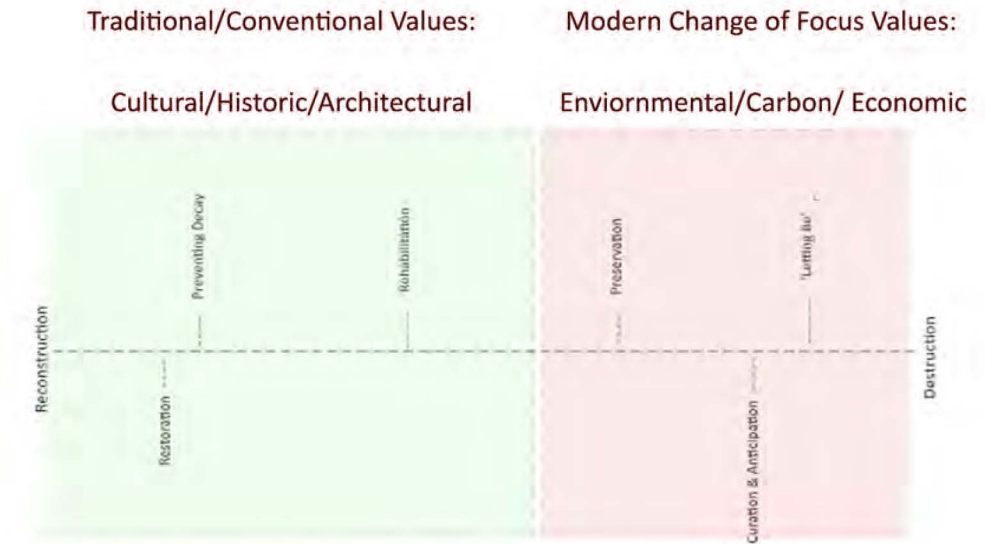 Traditional/Conventional Values:
Modern Change of Focus Values:
Cultural/Historic/Architectural
Enviornmental/Carbon/ Economic
Reconstruction
Restoration
Preventing Decay
Rehabilitation
Preservation
Curation & Anticipation
'Letting Be'
Destruction